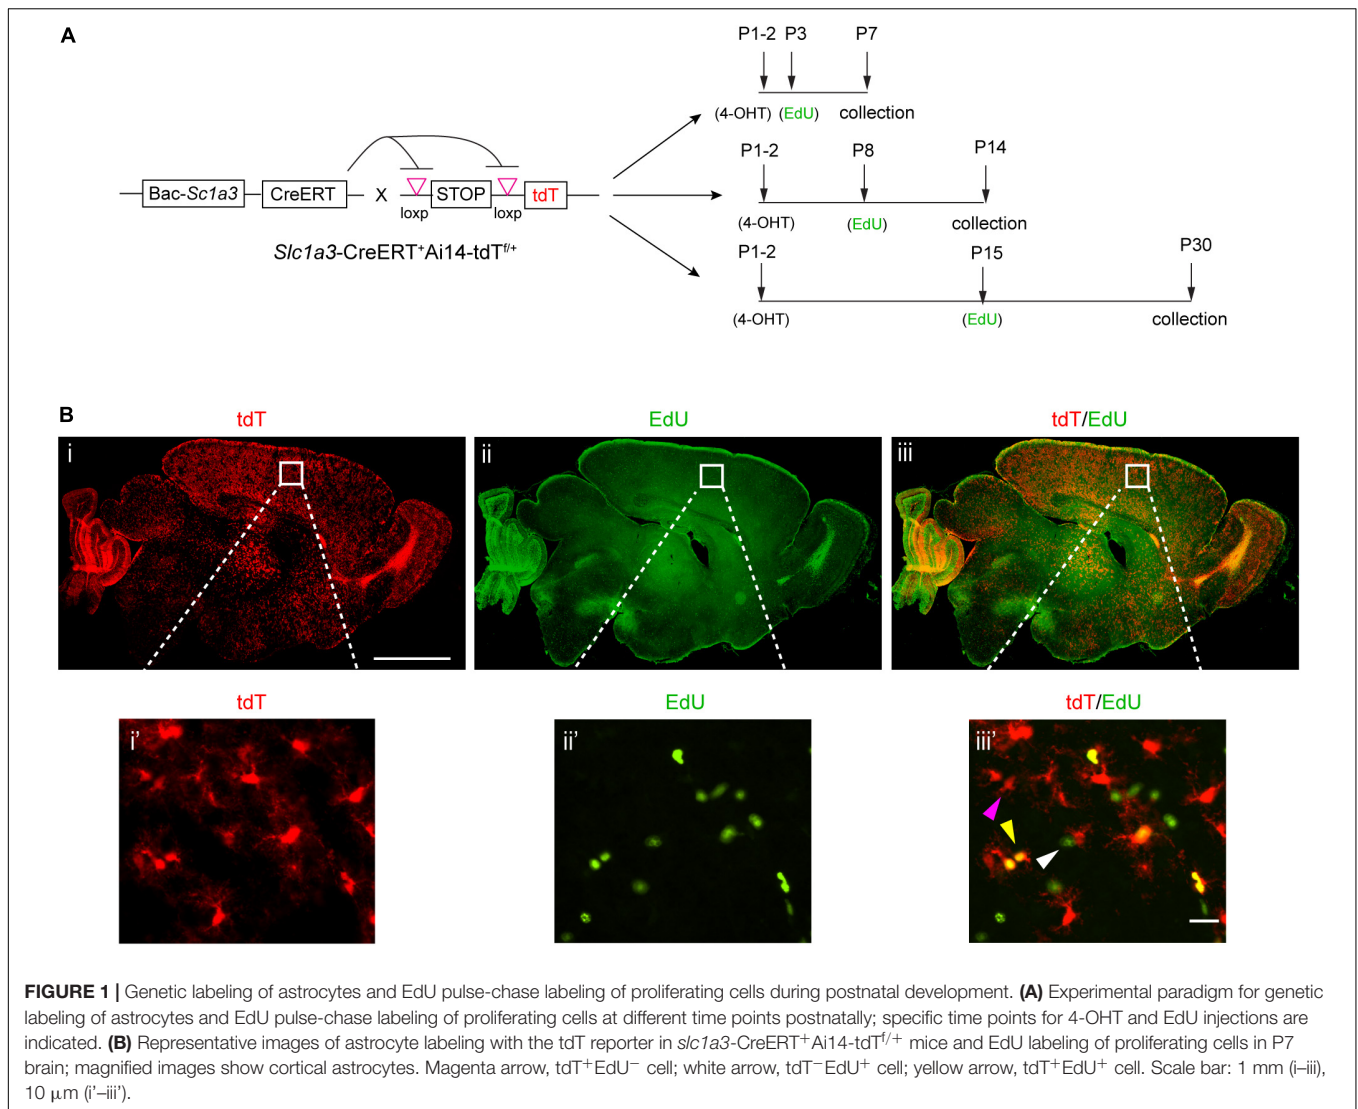 A
P1-2 P3 P7
(4-OHT) (EdU) collection
P1-2 P8 P14
Bac-Sc1a3 CreERT X STOP tdT
loxp loxp
(4-OHT) (EdU) collection
Slc1a3-CreERT+Ai14-tdTf/+
P1-2 P15 P30
(4-OHT) (EdU) collection
B
tdT EdU tdT/EdU
i ii iii
tdT EdU tdT/EdU
i’ ii’ iii’
FIGURE 1 | Genetic labeling of astrocytes and EdU pulse-chase labeling of proliferating cells during postnatal development. (A) Experimental paradigm for genetic
labeling of astrocytes and EdU pulse-chase labeling of proliferating cells at different time points postnatally; specific time points for 4-OHT and EdU injections are
indicated. (B) Representative images of astrocyte labeling with the tdT reporter in slc1a3-CreERT+Ai14-tdTf/+ mice and EdU labeling of proliferating cells in P7
brain; magnified images show cortical astrocytes. Magenta arrow, tdT+EdU− cell; white arrow, tdT−EdU+ cell; yellow arrow, tdT+EdU+ cell. Scale bar: 1 mm (i–iii),
10 μm (i’–iii’).